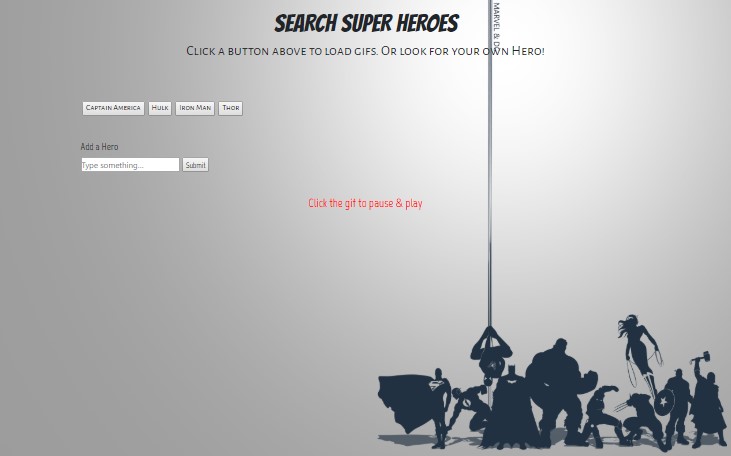 SEARCH SUPER HEROES
Click a button above to load gifs. Or look for your own Hero!
MARVEL & DC
Captain America Hulk Iron Man Thor
Add a Hero
Type something... Submit
Click the gif to pause & play